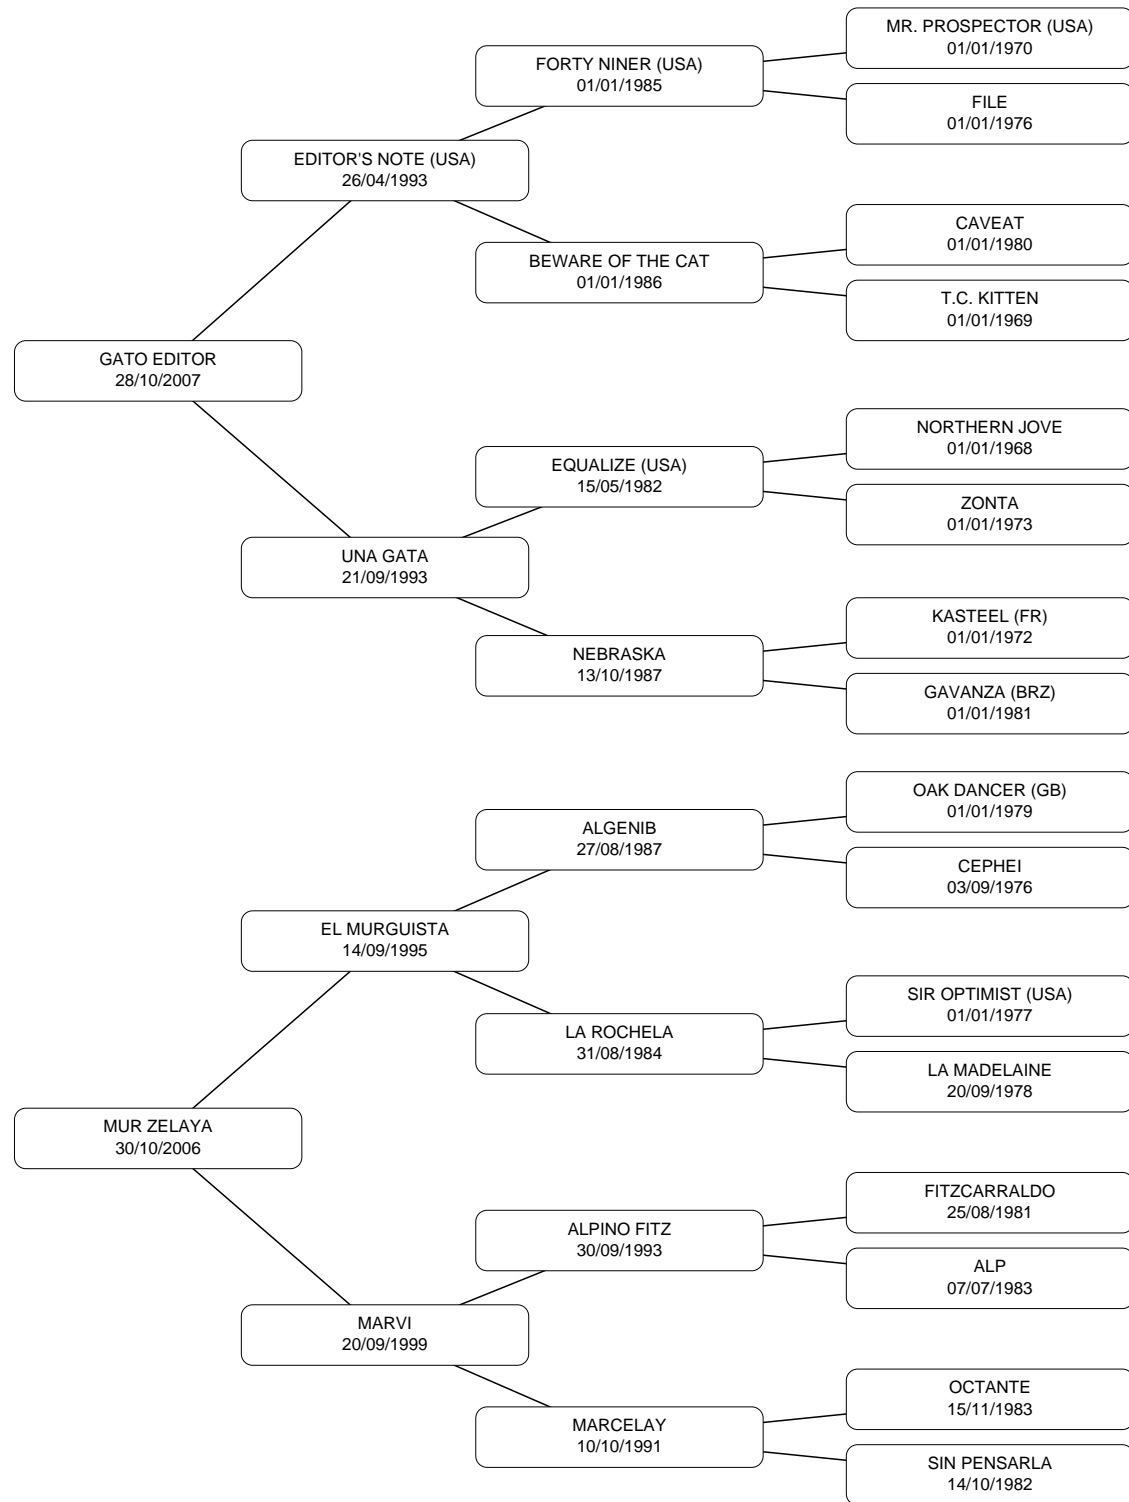 MR. PROSPECTOR (USA)
01/01/1970
FORTY NINER (USA)
01/01/1985
FILE
01/01/1976
EDITOR'S NOTE (USA)
26/04/1993
CAVEAT
01/01/1980
BEWARE OF THE CAT
01/01/1986
T.C. KITTEN
01/01/1969
GATO EDITOR
28/10/2007
NORTHERN JOVE
01/01/1968
EQUALIZE (USA)
15/05/1982
ZONTA
01/01/1973
UNA GATA
21/09/1993
KASTEEL (FR)
01/01/1972
NEBRASKA
13/10/1987
GAVANZA (BRZ)
01/01/1981
OAK DANCER (GB)
01/01/1979
ALGENIB
27/08/1987
CEPHEI
03/09/1976
EL MURGUISTA
14/09/1995
SIR OPTIMIST (USA)
01/01/1977
LA ROCHELA
31/08/1984
LA MADELAINE
20/09/1978
MUR ZELAYA
30/10/2006
FITZCARRALDO
25/08/1981
ALPINO FITZ
30/09/1993
ALP
07/07/1983
MARVI
20/09/1999
OCTANTE
15/11/1983
MARCELAY
10/10/1991
SIN PENSARLA
14/10/1982